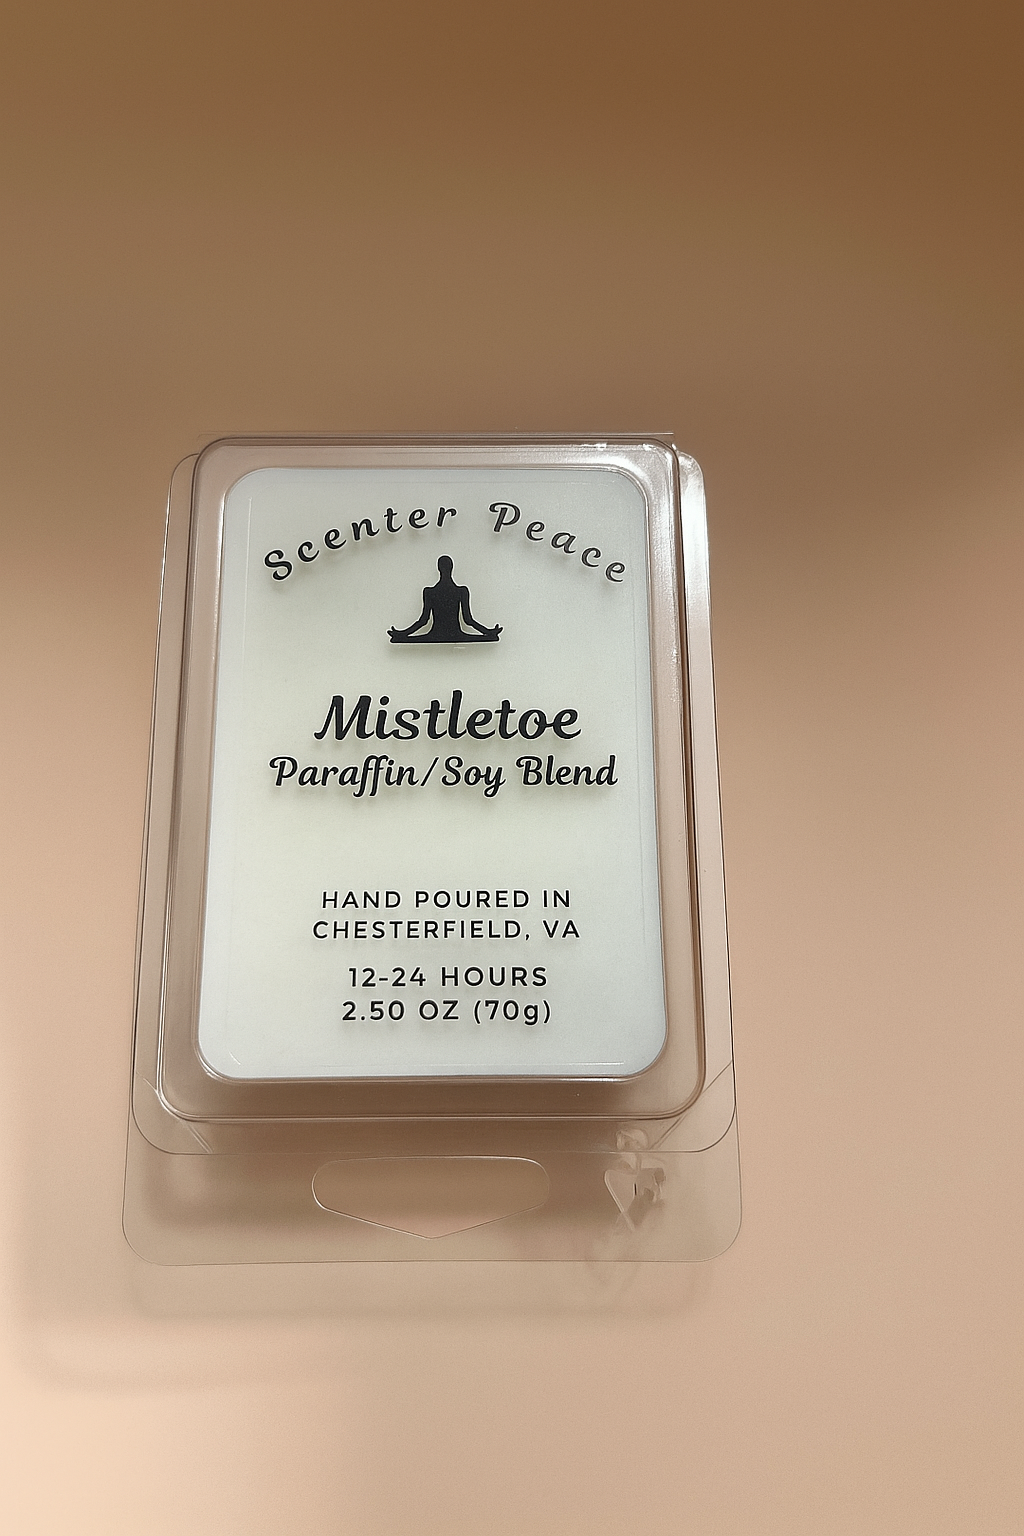 Scenter Peace
Mistletoe
Paraffin/Soy Blend
HAND POURED IN
CHESTERFIELD, VA
12-24 HOURS
2.50 OZ (70g)